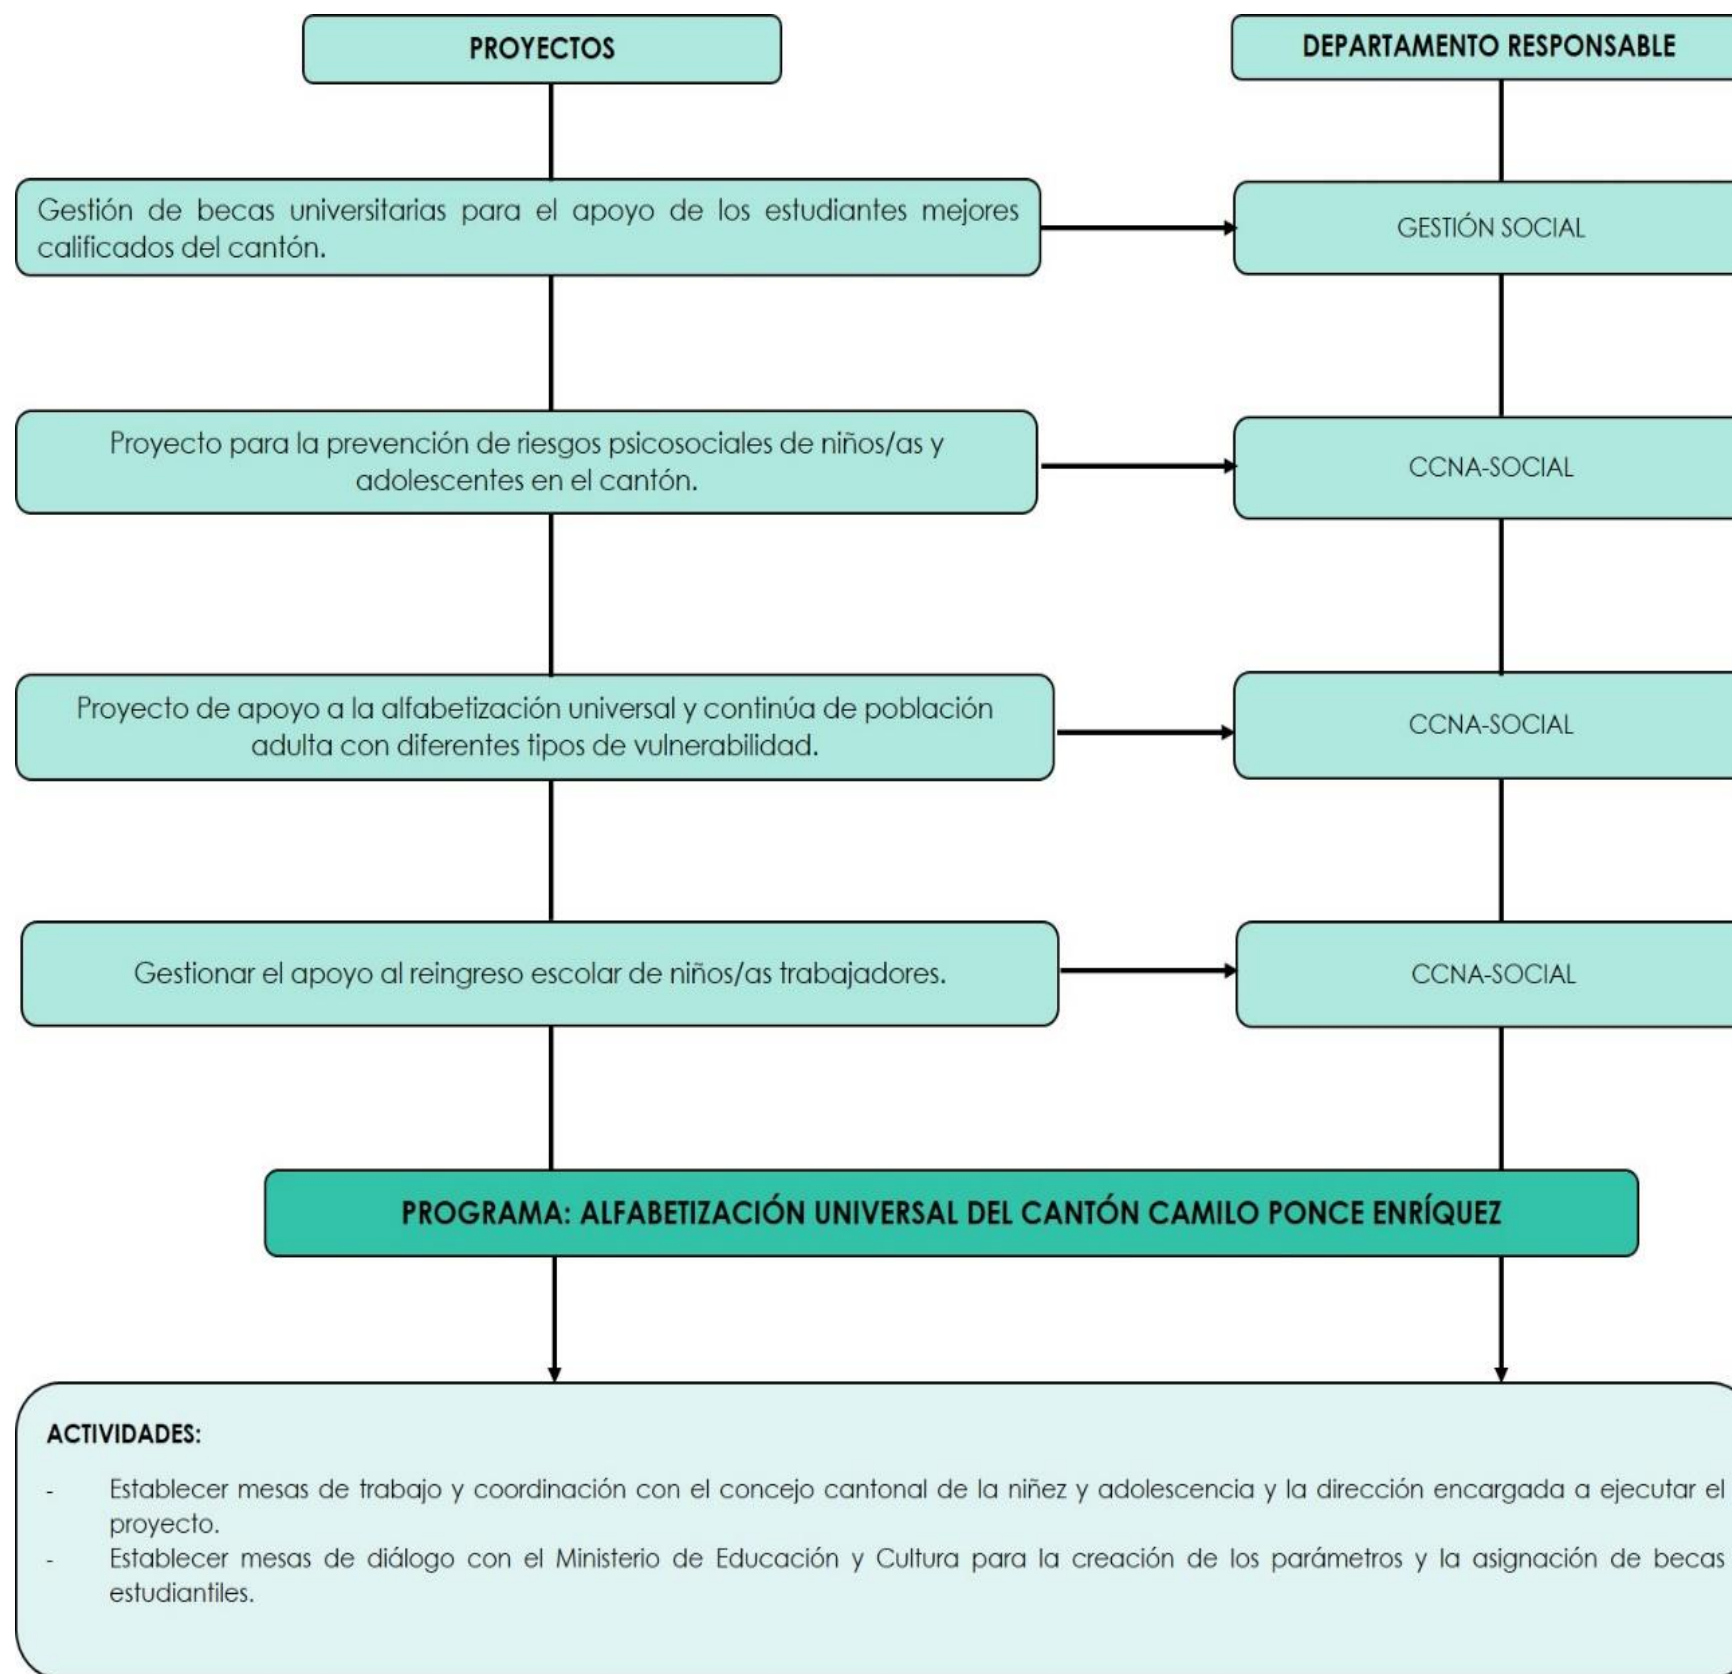 PROYECTOS
DEPARTAMENTO RESPONSABLE
Gestión de becas universitarias para el apoyo de los estudiantes mejores
calificados del cantón.
GESTIÓN SOCIAL
Proyecto para la prevención de riesgos psicosociales de niños/as y
adolescentes en el cantón.
CCNA-SOCIAL
Proyecto de apoyo a la alfabetización universal y continúa de población
adulta con diferentes tipos de vulnerabilidad.
CCNA-SOCIAL
Gestionar el apoyo al reingreso escolar de niños/as trabajadores.
CCNA-SOCIAL
PROGRAMA: ALFABETIZACIÓN UNIVERSAL DEL CANTÓN CAMILO PONCE ENRÍQUEZ
ACTIVIDADES:
- Establecer mesas de trabajo y coordinación con el concejo cantonal de la niñez y adolescencia y la dirección encargada a ejecutar el
proyecto.
- Establecer mesas de diálogo con el Ministerio de Educación y Cultura para la creación de los parámetros y la asignación de becas
estudiantiles.